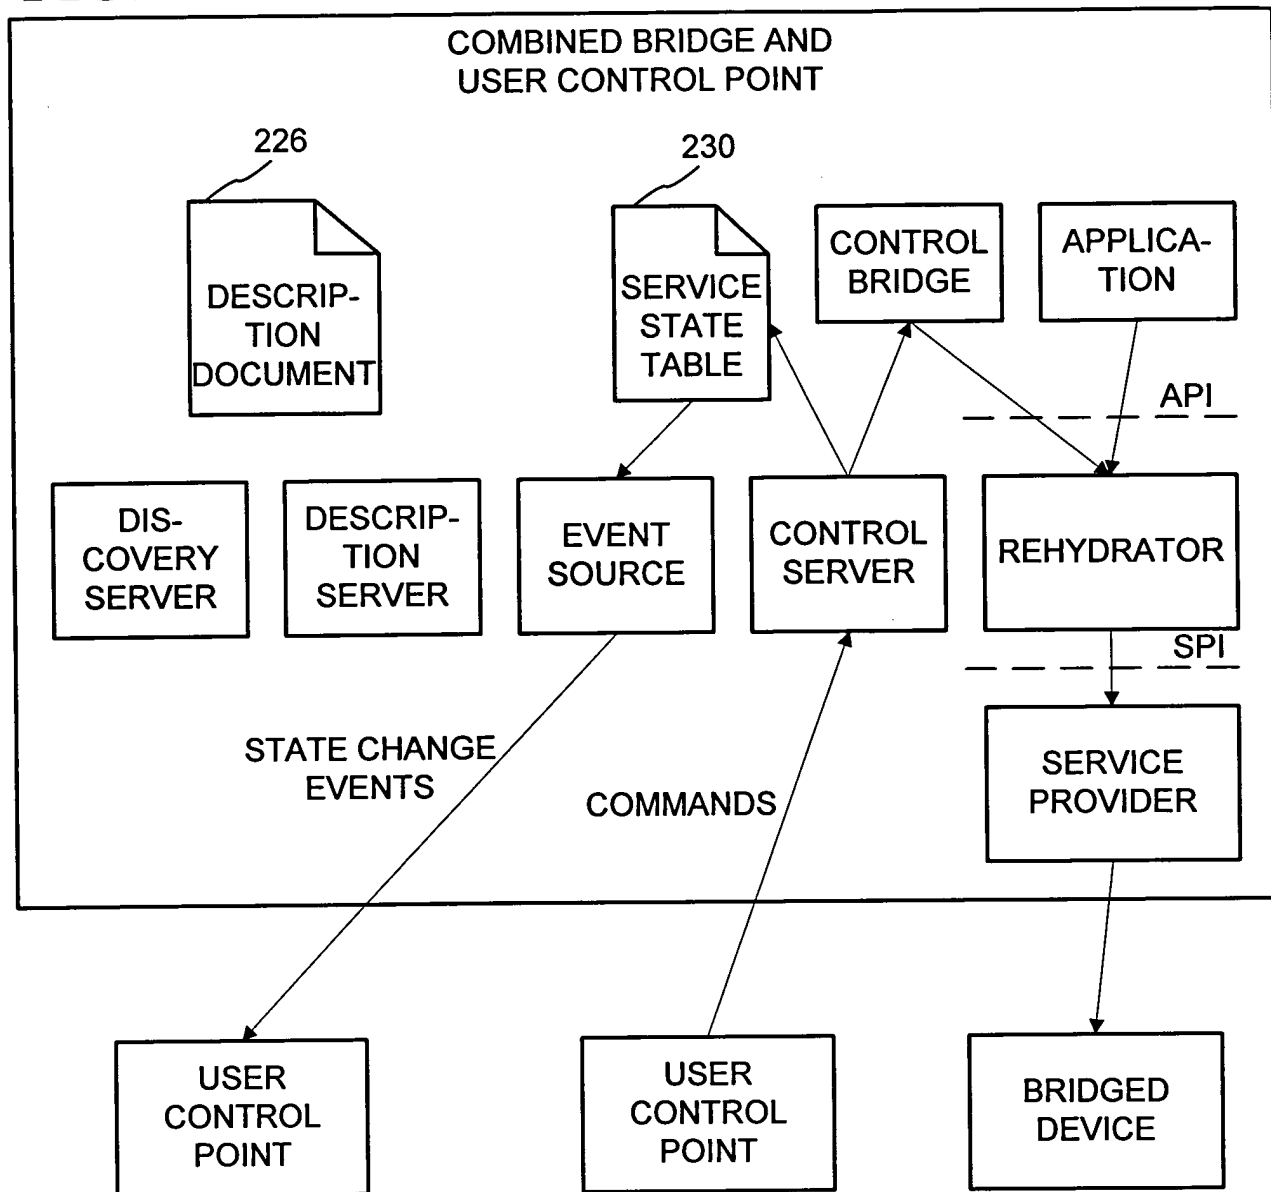 COMBINED BRIDGE AND
USER CONTROL POINT
226
230
DESCRIP-
TION
DOCUMENT
SERVICE
STATE
TABLE
CONTROL
BRIDGE
APPLICA-
TION
API
DIS-
COVERY
SERVER
DESCRIP-
TION
SERVER
EVENT
SOURCE
CONTROL
SERVER
REHYDRATOR
SPI
STATE CHANGE
EVENTS
COMMANDS
SERVICE
PROVIDER
USER
CONTROL
POINT
USER
CONTROL
POINT
BRIDGED
DEVICE